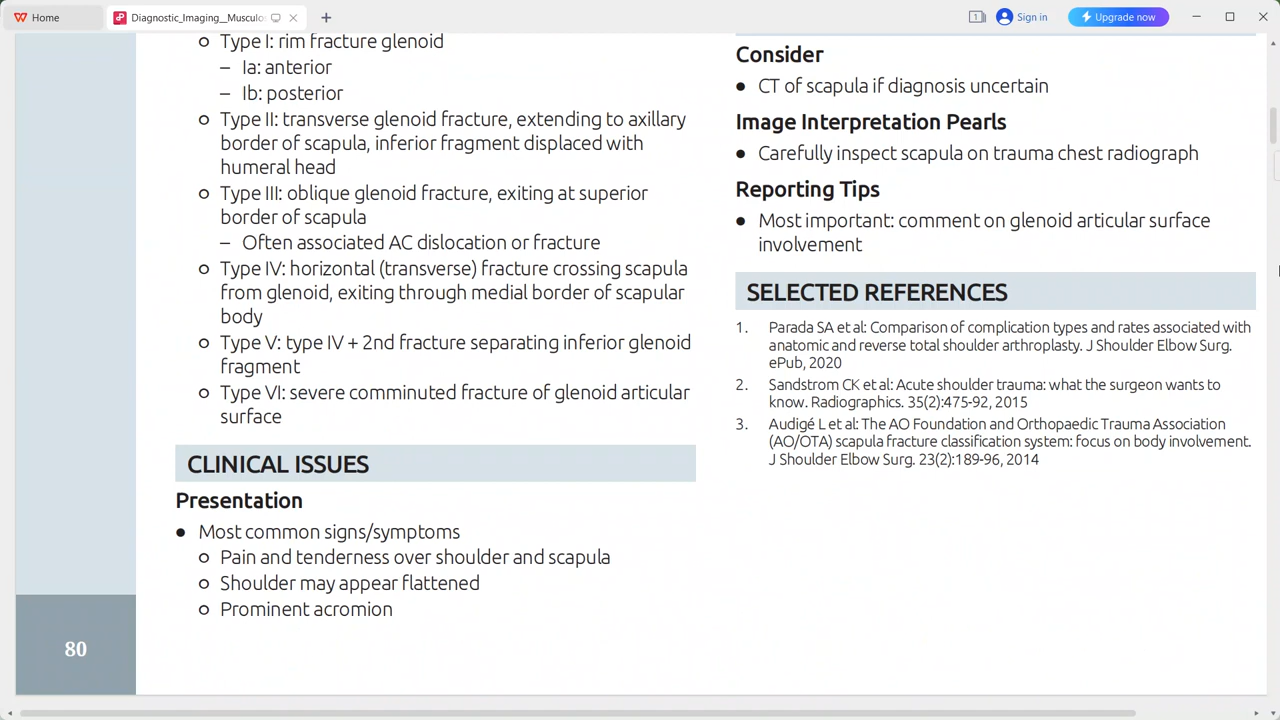 Home
Diagnostic_Imaging__Musculos
1
Sign in
Upgrade now
o Type I: rim fracture glenoid
– Ia: anterior
– Ib: posterior
o Type II: transverse glenoid fracture, extending to axillary
border of scapula, inferior fragment displaced with
humeral head
o Type III: oblique glenoid fracture, exiting at superior
border of scapula
– Often associated AC dislocation or fracture
o Type IV: horizontal (transverse) fracture crossing scapula
from glenoid, exiting through medial border of scapular
body
o Type V: type IV + 2nd fracture separating inferior glenoid
fragment
o Type VI: severe comminuted fracture of glenoid articular
surface
CLINICAL ISSUES
Presentation
● Most common signs/symptoms
o Pain and tenderness over shoulder and scapula
o Shoulder may appear flattened
o Prominent acromion
80
Consider
● CT of scapula if diagnosis uncertain
Image Interpretation Pearls
● Carefully inspect scapula on trauma chest radiograph
Reporting Tips
● Most important: comment on glenoid articular surface
involvement
SELECTED REFERENCES
1. Parada SA et al: Comparison of complication types and rates associated with
anatomic and reverse total shoulder arthroplasty. J Shoulder Elbow Surg.
ePub, 2020
2. Sandstrom CK et al: Acute shoulder trauma: what the surgeon wants to
know. Radiographics. 35(2):475-92, 2015
3. Audigé L et al: The AO Foundation and Orthopaedic Trauma Association
(AO/OTA) scapula fracture classification system: focus on body involvement.
J Shoulder Elbow Surg. 23(2):189-96, 2014